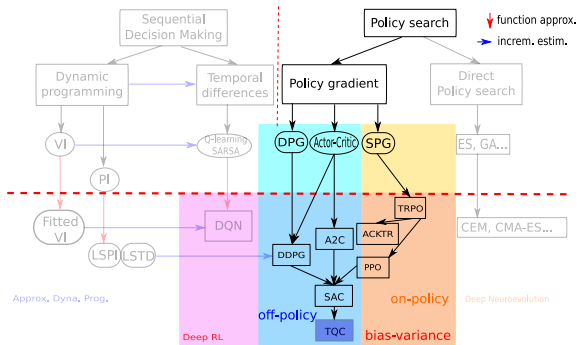 Sequential
Decision Making
Policy search
function approx.
increm. estim.
Dynamic
programming
Temporal
differences
Policy gradient
Direct
Policy search
VI
Q-learning
SARSA
DPG
Actor-Critic
SPG
ES, GA...
PI
Fitted
VI
DQN
TRPO
ACKTR
A2C
CEM, CMA-ES...
LSPI
LSTD
DDPG
PPO
SAC
Approx. Dyna. Prog.
off-policy
on-policy
Deep Neuroevolution
Deep RL
TQC
bias-variance